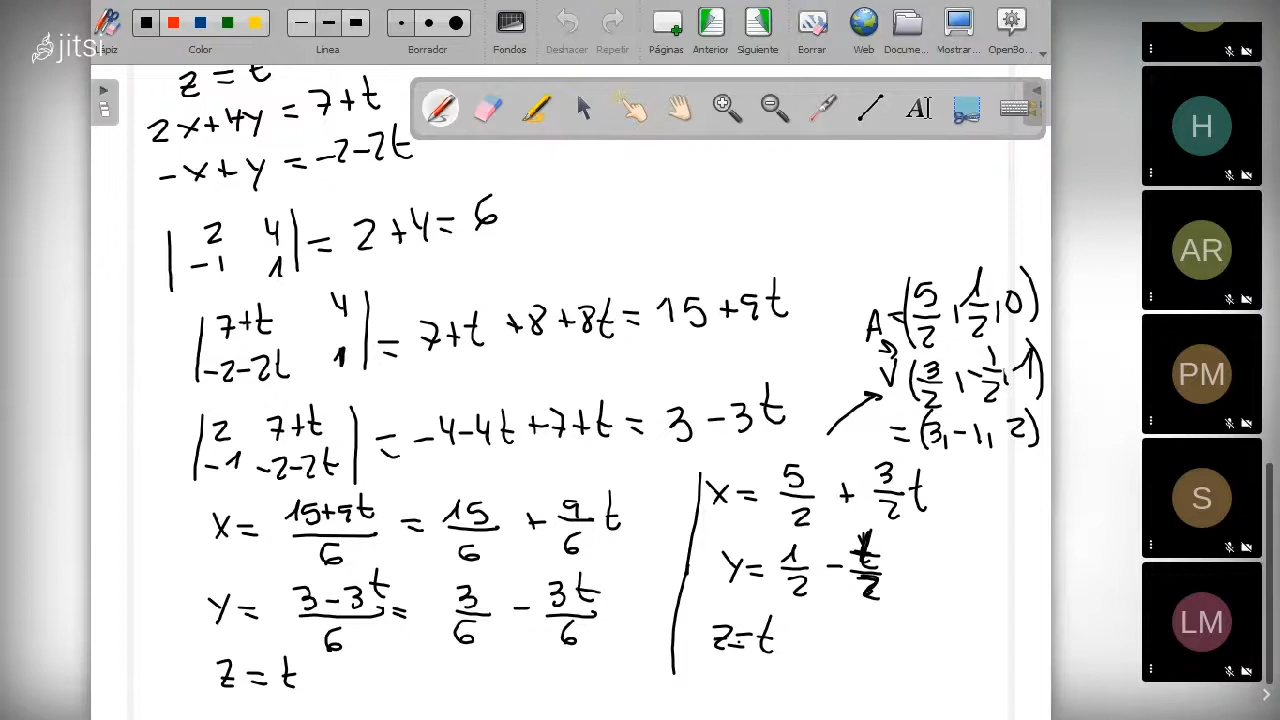 jitsi
Lápiz Color Línea Borrador Fondos Deshacer Repetir Páginas Anterior Siguiente Borrar Web Docume... Mostrar... OpenBo...
z = t
2x+4y = 7+t
-x+y = -2-2t
| 2 4 |
| -1 1 | = 2+4 = 6
| 7+t 4 |
| -2-2t 1 | = 7+t+8+8t = 15+9t
| 2 7+t |
| -1 -2-2t | = -4-4t+7+t = 3-3t
x = (15+9t)/6 = 15/6 + 9/6 t
y = (3-3t)/6 = 3/6 - 3t/6
z = t
A = (5/2, 1/2, 0)
V (3/2, -1/2, 1)
= (3, -1, 2)
x = 5/2 + 3/2 t
y = 1/2 - t/2
z = t
H
AR
PM
S
LM